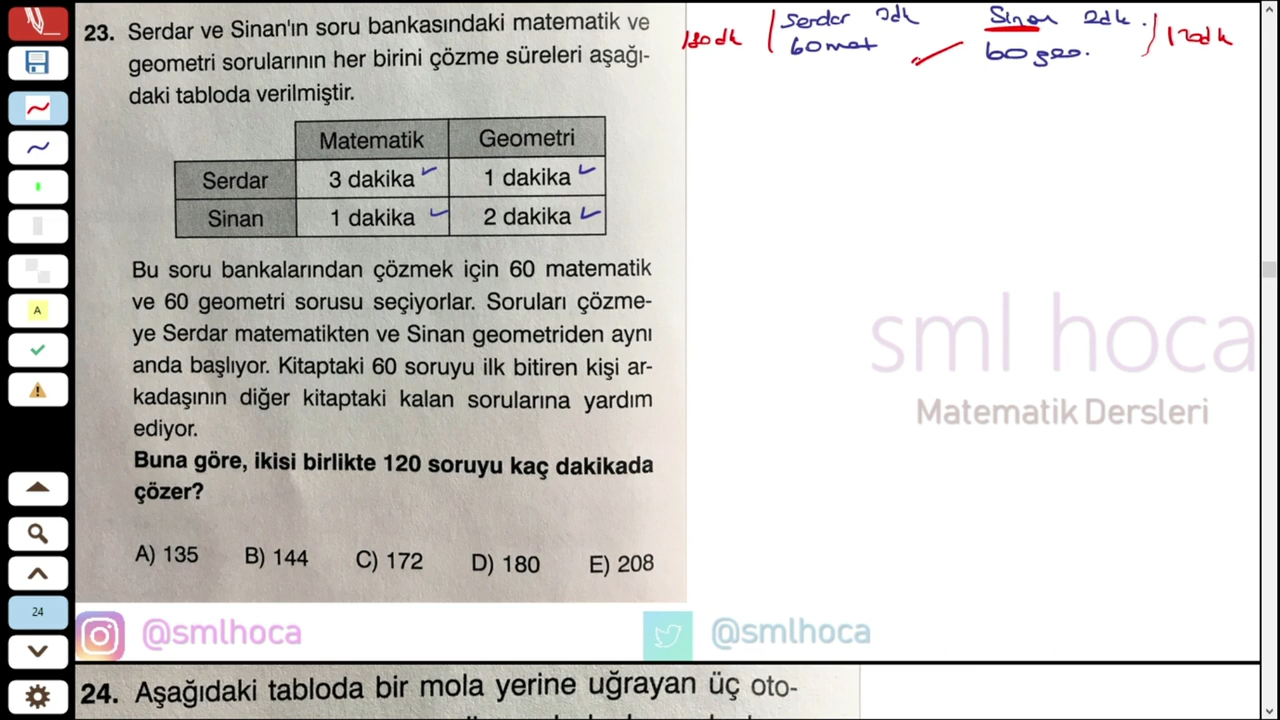 23. Serdar ve Sinan'ın soru bankasındaki matematik ve
geometri sorularının her birini çözme süreleri aşağı-
daki tabloda verilmiştir.
Matematik Geometri
Serdar 3 dakika 1 dakika
Sinan 1 dakika 2 dakika
Bu soru bankalarından çözmek için 60 matematik
ve 60 geometri sorusu seçiyorlar. Soruları çözme-
ye Serdar matematikten ve Sinan geometriden aynı
anda başlıyor. Kitaptaki 60 soruyu ilk bitiren kişi ar-
kadaşının diğer kitaptaki kalan sorularına yardım
ediyor.
Buna göre, ikisi birlikte 120 soruyu kaç dakikada
çözer?
A) 135 B) 144 C) 172 D) 180 E) 208
180dk
Serdar 3dk
60mat
Sinan 2dk.
60geo.
120dk
sml hoca
Matematik Dersleri
@smlhoca @smlhoca
24. Aşağıdaki tabloda bir mola yerine uğrayan üç oto-
A
24